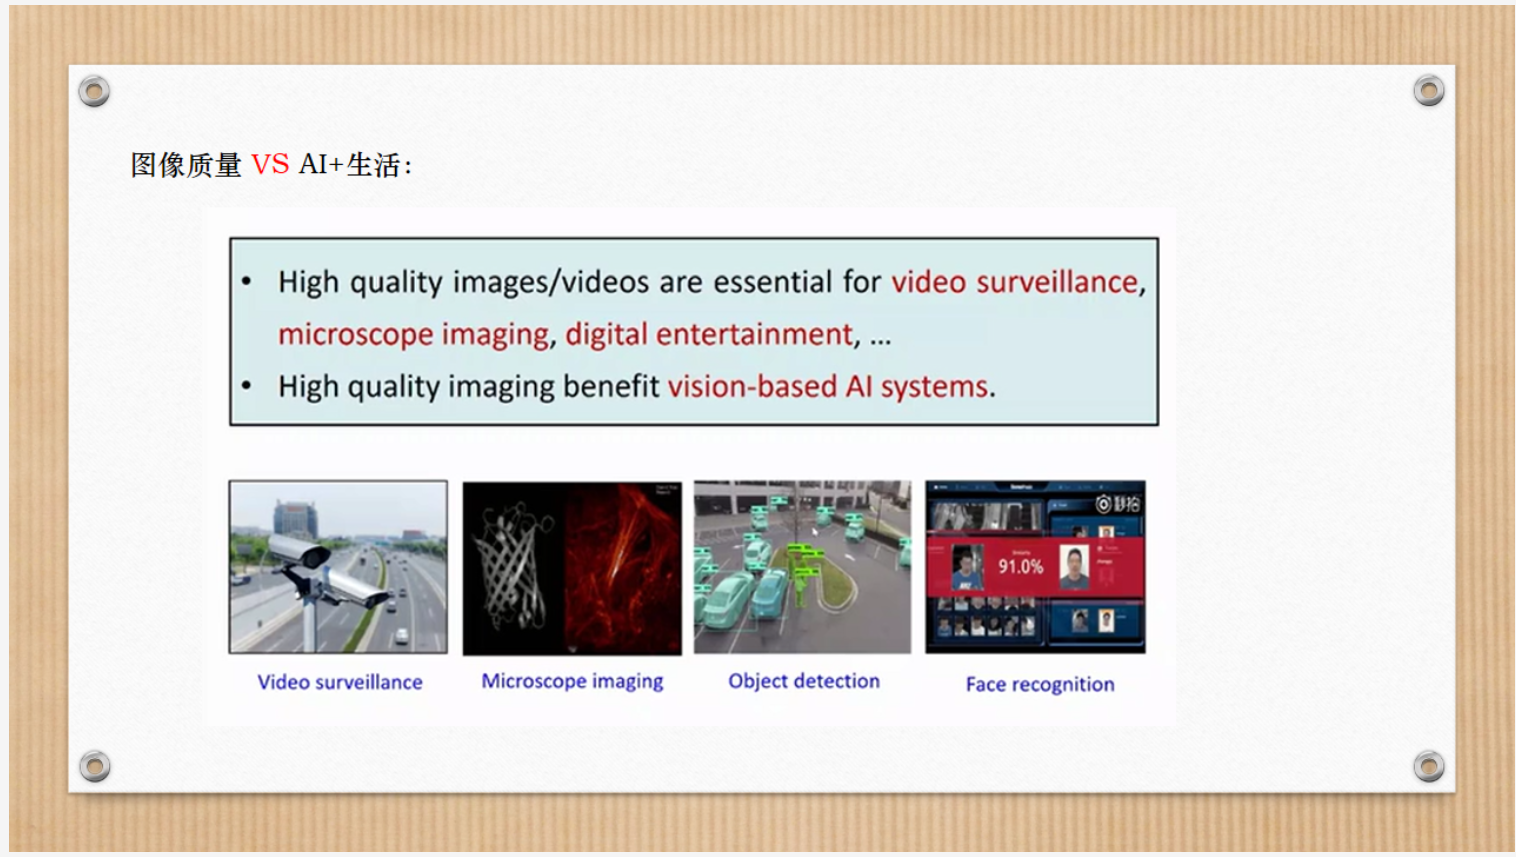 图像质量 VS AI+生活：
• High quality images/videos are essential for video surveillance,
microscope imaging, digital entertainment, ...
• High quality imaging benefit vision-based AI systems.
秒拍
91.0%
Video surveillance
Microscope imaging
Object detection
Face recognition